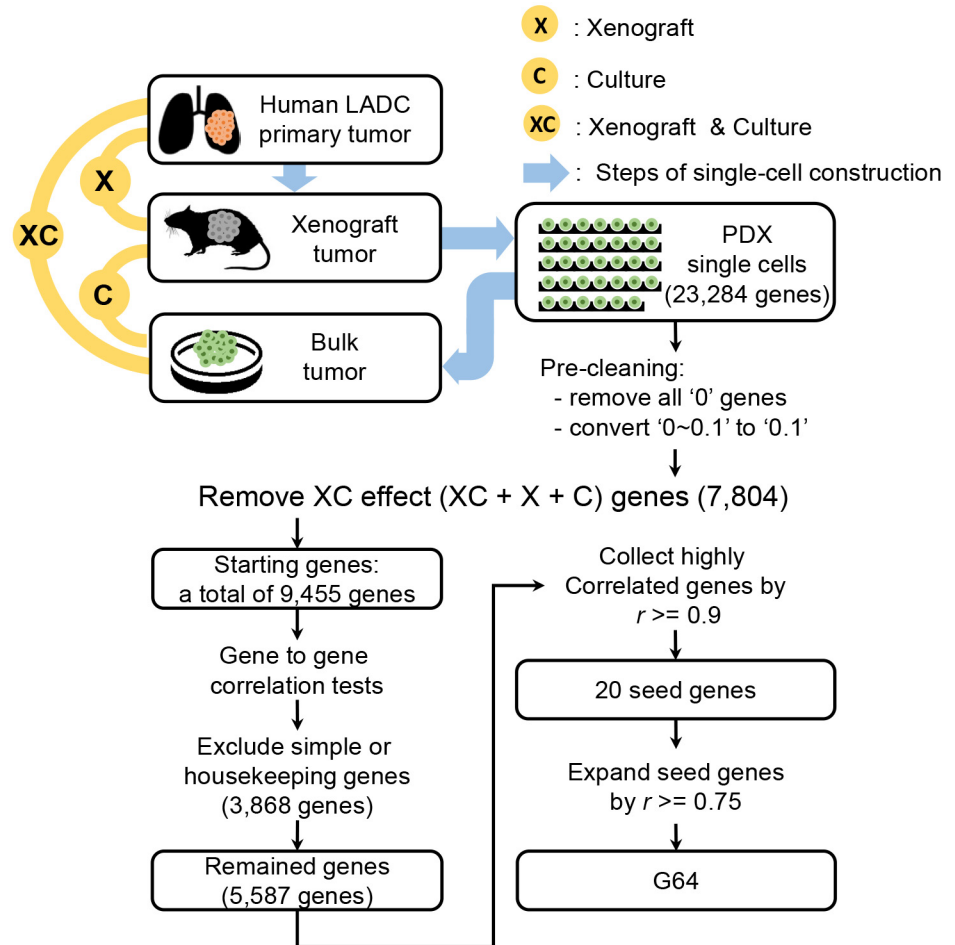 X : Xenograft
C : Culture
XC : Xenograft & Culture
: Steps of single-cell construction
Human LADC
primary tumor
X
XC
Xenograft
tumor
C
Bulk
tumor
PDX
single cells
(23,284 genes)
Pre-cleaning:
- remove all ‘0’ genes
- convert ‘0~0.1’ to ‘0.1’
Remove XC effect (XC + X + C) genes (7,804)
Starting genes:
a total of 9,455 genes
Gene to gene
correlation tests
Exclude simple or
housekeeping genes
(3,868 genes)
Remained genes
(5,587 genes)
Collect highly
Correlated genes by
r >= 0.9
20 seed genes
Expand seed genes
by r >= 0.75
G64